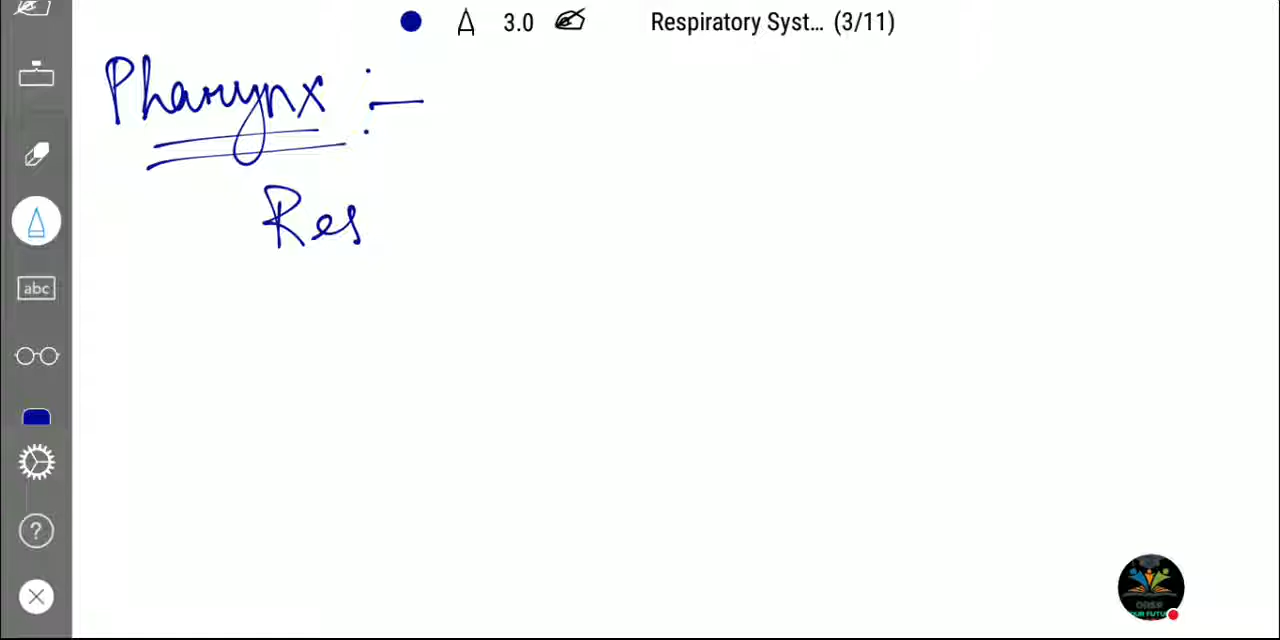 3.0 Respiratory Syst... (3/11)
Pharynx :-
Res
abc
?